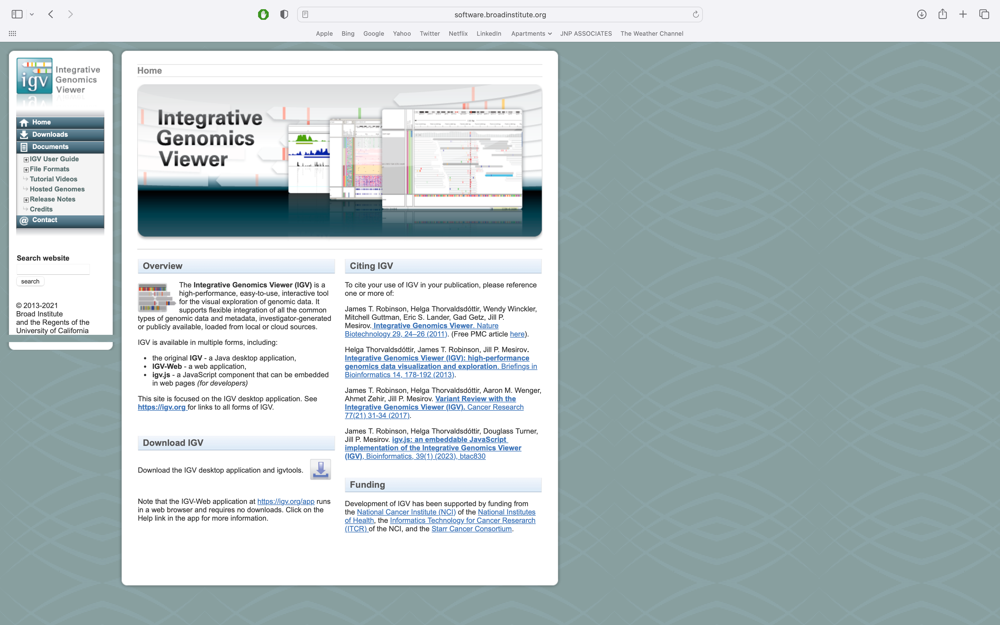 software.broadinstitute.org
Apple Bing Google Yahoo Twitter Netflix LinkedIn Apartments JNP ASSOCIATES The Weather Channel
igv
Integrative
Genomics
Viewer
Home
Downloads
Documents
IGV User Guide
File Formats
Tutorial Videos
Hosted Genomes
Release Notes
Credits
@ Contact
Search website
search
© 2013-2021
Broad Institute
and the Regents of the
University of California
Home
Integrative
Genomics
Viewer
Overview
The Integrative Genomics Viewer (IGV) is a
high-performance, easy-to-use, interactive tool
for the visual exploration of genomic data. It
supports flexible integration of all the common
types of genomic data and metadata, investigator-generated
or publicly available, loaded from local or cloud sources.
IGV is available in multiple forms, including:
• the original IGV - a Java desktop application,
• IGV-Web - a web application,
• igv.js - a JavaScript component that can be embedded
in web pages (for developers)
This site is focused on the IGV desktop application. See
https://igv.org for links to all forms of IGV.
Download IGV
Download the IGV desktop application and igvtools.
Note that the IGV-Web application at https://igv.org/app runs
in a web browser and requires no downloads. Click on the
Help link in the app for more information.
Citing IGV
To cite your use of IGV in your publication, please reference
one or more of:
James T. Robinson, Helga Thorvaldsdóttir, Wendy Winckler,
Mitchell Guttman, Eric S. Lander, Gad Getz, Jill P.
Mesirov. Integrative Genomics Viewer. Nature
Biotechnology 29, 24–26 (2011). (Free PMC article here).
Helga Thorvaldsdóttir, James T. Robinson, Jill P. Mesirov.
Integrative Genomics Viewer (IGV): high-performance
genomics data visualization and exploration. Briefings in
Bioinformatics 14, 178-192 (2013).
James T. Robinson, Helga Thorvaldsdóttir, Aaron M. Wenger,
Ahmet Zehir, Jill P. Mesirov. Variant Review with the
Integrative Genomics Viewer (IGV). Cancer Research
77(21) 31-34 (2017).
James T. Robinson, Helga Thorvaldsdóttir, Douglass Turner,
Jill P. Mesirov. igv.js: an embeddable JavaScript
implementation of the Integrative Genomics Viewer
(IGV), Bioinformatics, 39(1) (2023), btac830
Funding
Development of IGV has been supported by funding from
the National Cancer Institute (NCI) of the National Institutes
of Health, the Informatics Technology for Cancer Reserarch
(ITCR) of the NCI, and the Starr Cancer Consortium.